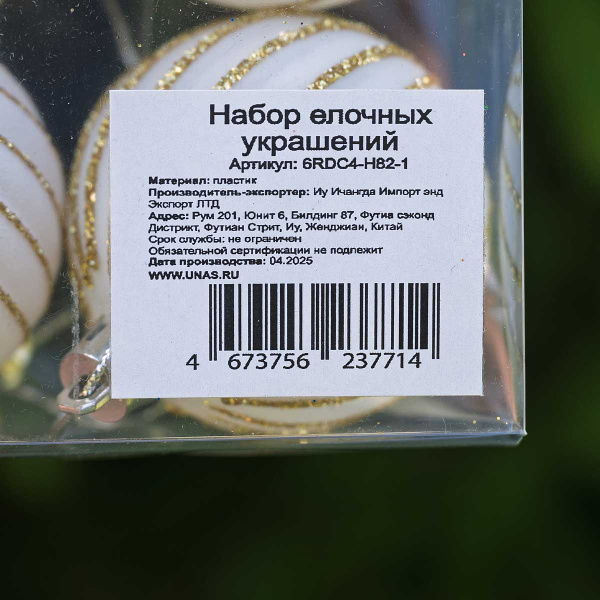 Набор елочных
украшений
Артикул: 6RDC4-H82-1
Материал: пластик
Производитель-экспортер: Иу Ичангда Импорт энд
Экспорт ЛТД
Адрес: Рум 201, Юнит 6, Билдинг 87, Футиа сэконд
Дистрикт, Футиан Стрит, Иу, Женджиан, Китай
Срок службы: не ограничен
Обязательной сертификации не подлежит
Дата производства: 04.2025
WWW.UNAS.RU
4 673756 237714